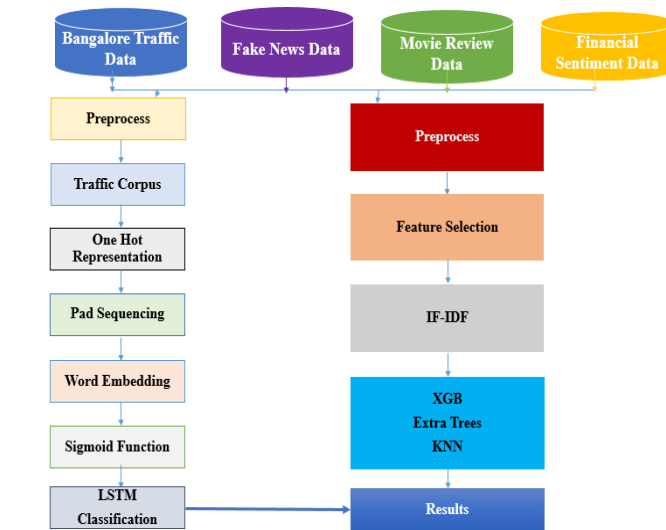 Bangalore Traffic
Data
Fake News Data
Movie Review
Data
Financial
Sentiment Data
Preprocess
Traffic Corpus
One Hot
Representation
Pad Sequencing
Word Embedding
Sigmoid Function
LSTM
Classification
Preprocess
Feature Selection
IF-IDF
XGB
Extra Trees
KNN
Results